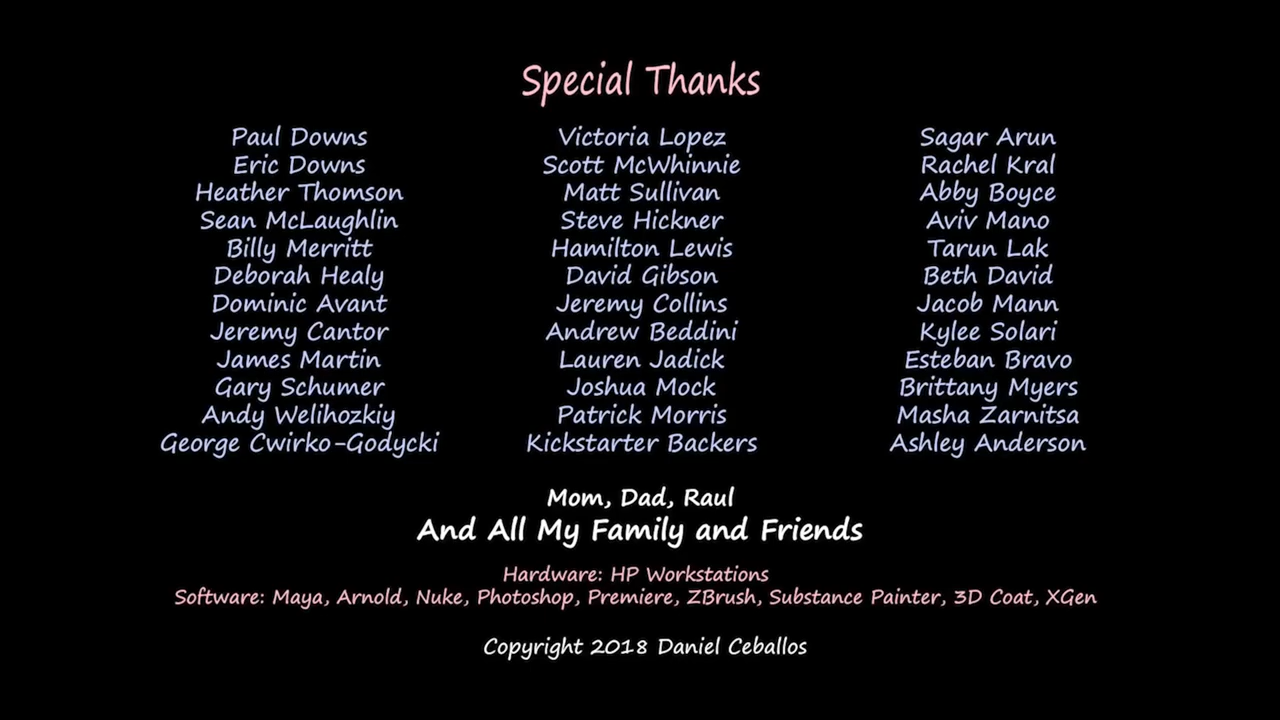 Special Thanks
Paul Downs
Eric Downs
Heather Thomson
Sean McLaughlin
Billy Merritt
Deborah Healy
Dominic Avant
Jeremy Cantor
James Martin
Gary Schumer
Andy Welihozkiy
George Cwirko-Godycki
Victoria Lopez
Scott McWhinnie
Matt Sullivan
Steve Hickner
Hamilton Lewis
David Gibson
Jeremy Collins
Andrew Beddini
Lauren Jadick
Joshua Mock
Patrick Morris
Kickstarter Backers
Sagar Arun
Rachel Kral
Abby Boyce
Aviv Mano
Tarun Lak
Beth David
Jacob Mann
Kylee Solari
Esteban Bravo
Brittany Myers
Masha Zarnitsa
Ashley Anderson
Mom, Dad, Raul
And All My Family and Friends
Hardware: HP Workstations
Software: Maya, Arnold, Nuke, Photoshop, Premiere, ZBrush, Substance Painter, 3D Coat, XGen
Copyright 2018 Daniel Ceballos